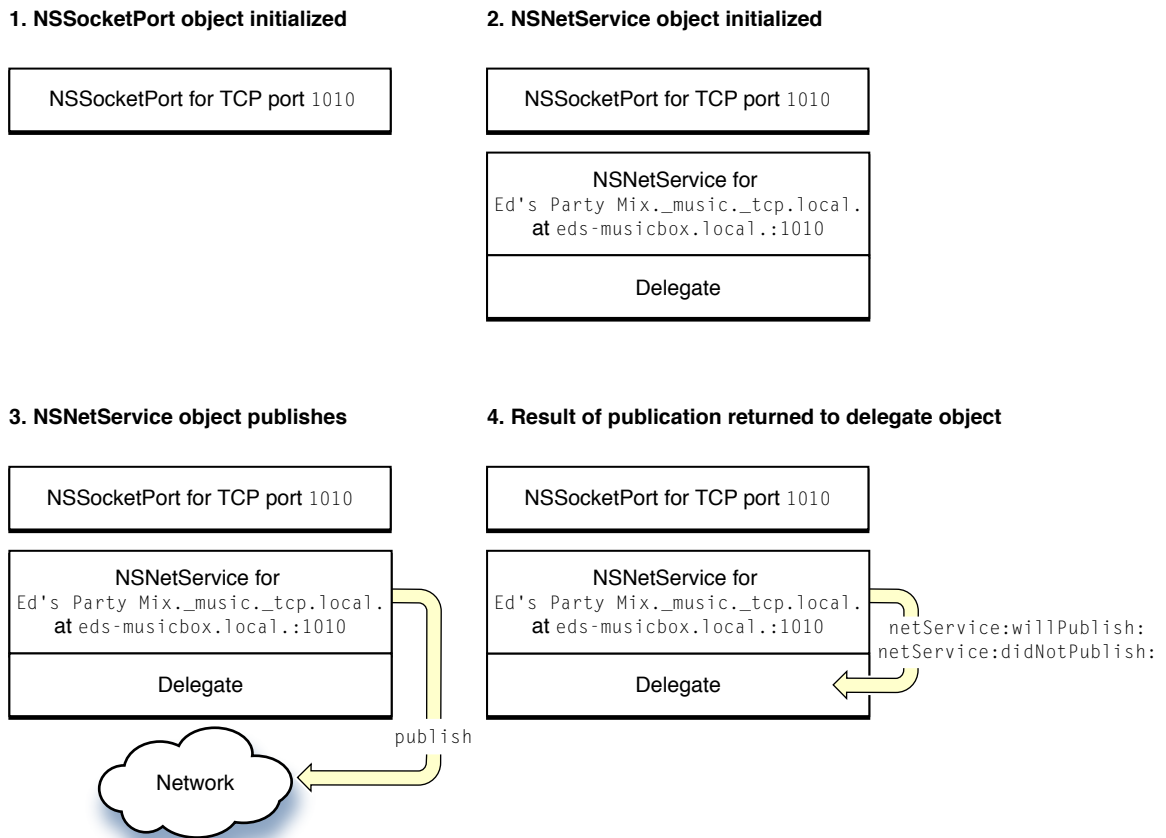 1. NSSocketPort object initialized
NSSocketPort for TCP port 1010
2. NSNetService object initialized
NSSocketPort for TCP port 1010
NSNetService for
Ed's Party Mix._music._tcp.local.
at eds-musicbox.local.:1010
Delegate
3. NSNetService object publishes
NSSocketPort for TCP port 1010
NSNetService for
Ed's Party Mix._music._tcp.local.
at eds-musicbox.local.:1010
Delegate
publish
Network
4. Result of publication returned to delegate object
NSSocketPort for TCP port 1010
NSNetService for
Ed's Party Mix._music._tcp.local.
at eds-musicbox.local.:1010
netService:willPublish:
netService:didNotPublish:
Delegate